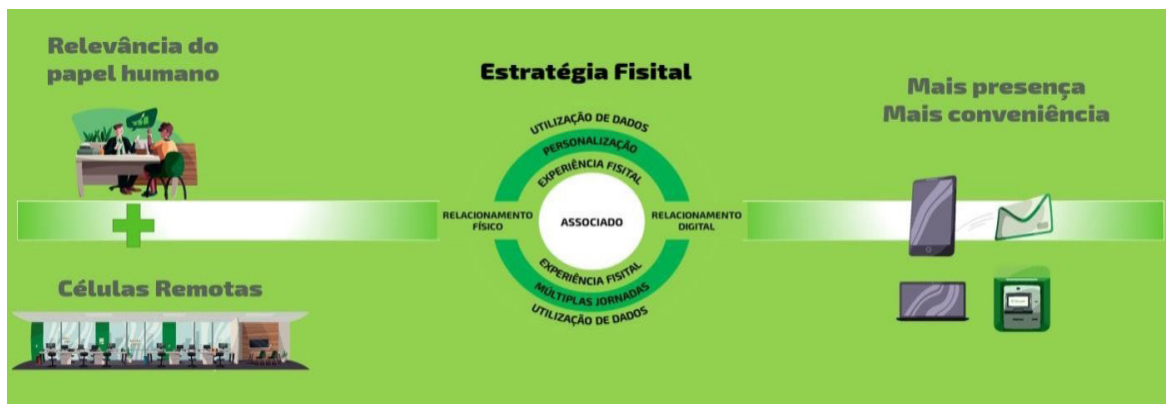 Relevância do
papel humano
Células Remotas
Estratégia Fisital
UTILIZAÇÃO DE DADOS
PERSONALIZAÇÃO
EXPERIÊNCIA FISITAL
RELACIONAMENTO
FÍSICO
ASSOCIADO
RELACIONAMENTO
DIGITAL
EXPERIÊNCIA FISITAL
MÚLTIPLAS JORNADAS
UTILIZAÇÃO DE DADOS
Mais presença
Mais conveniência